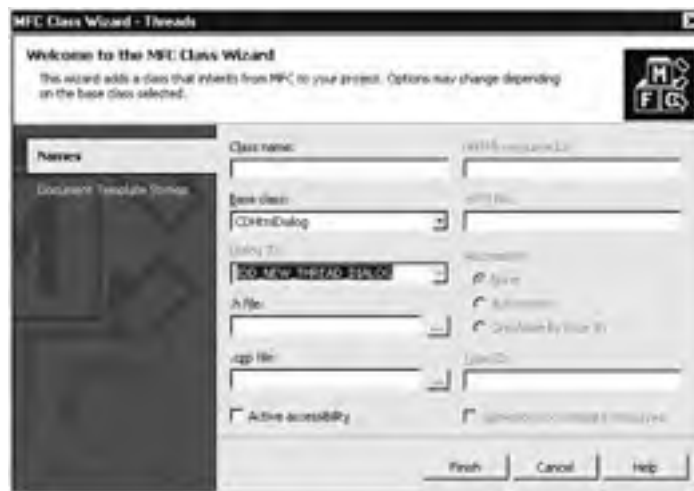 MFC Class Wizard - Threads
Welcome to the MFC Class Wizard
This wizard adds a class that inherits from MFC to your project. Options may change depending
on the base class selected.
M
F C
Names
Document Template Strings
Class name:
Base class:
CDHtmlDialog
Dialog ID:
IDD_NEW_THREAD_DIALOG
.h file:
...
.cpp file:
...
Active accessibility
DHTML resource ID:
Automation:
None
Automation
Creatable by type ID
Type ID:
Finish
Cancel
Help